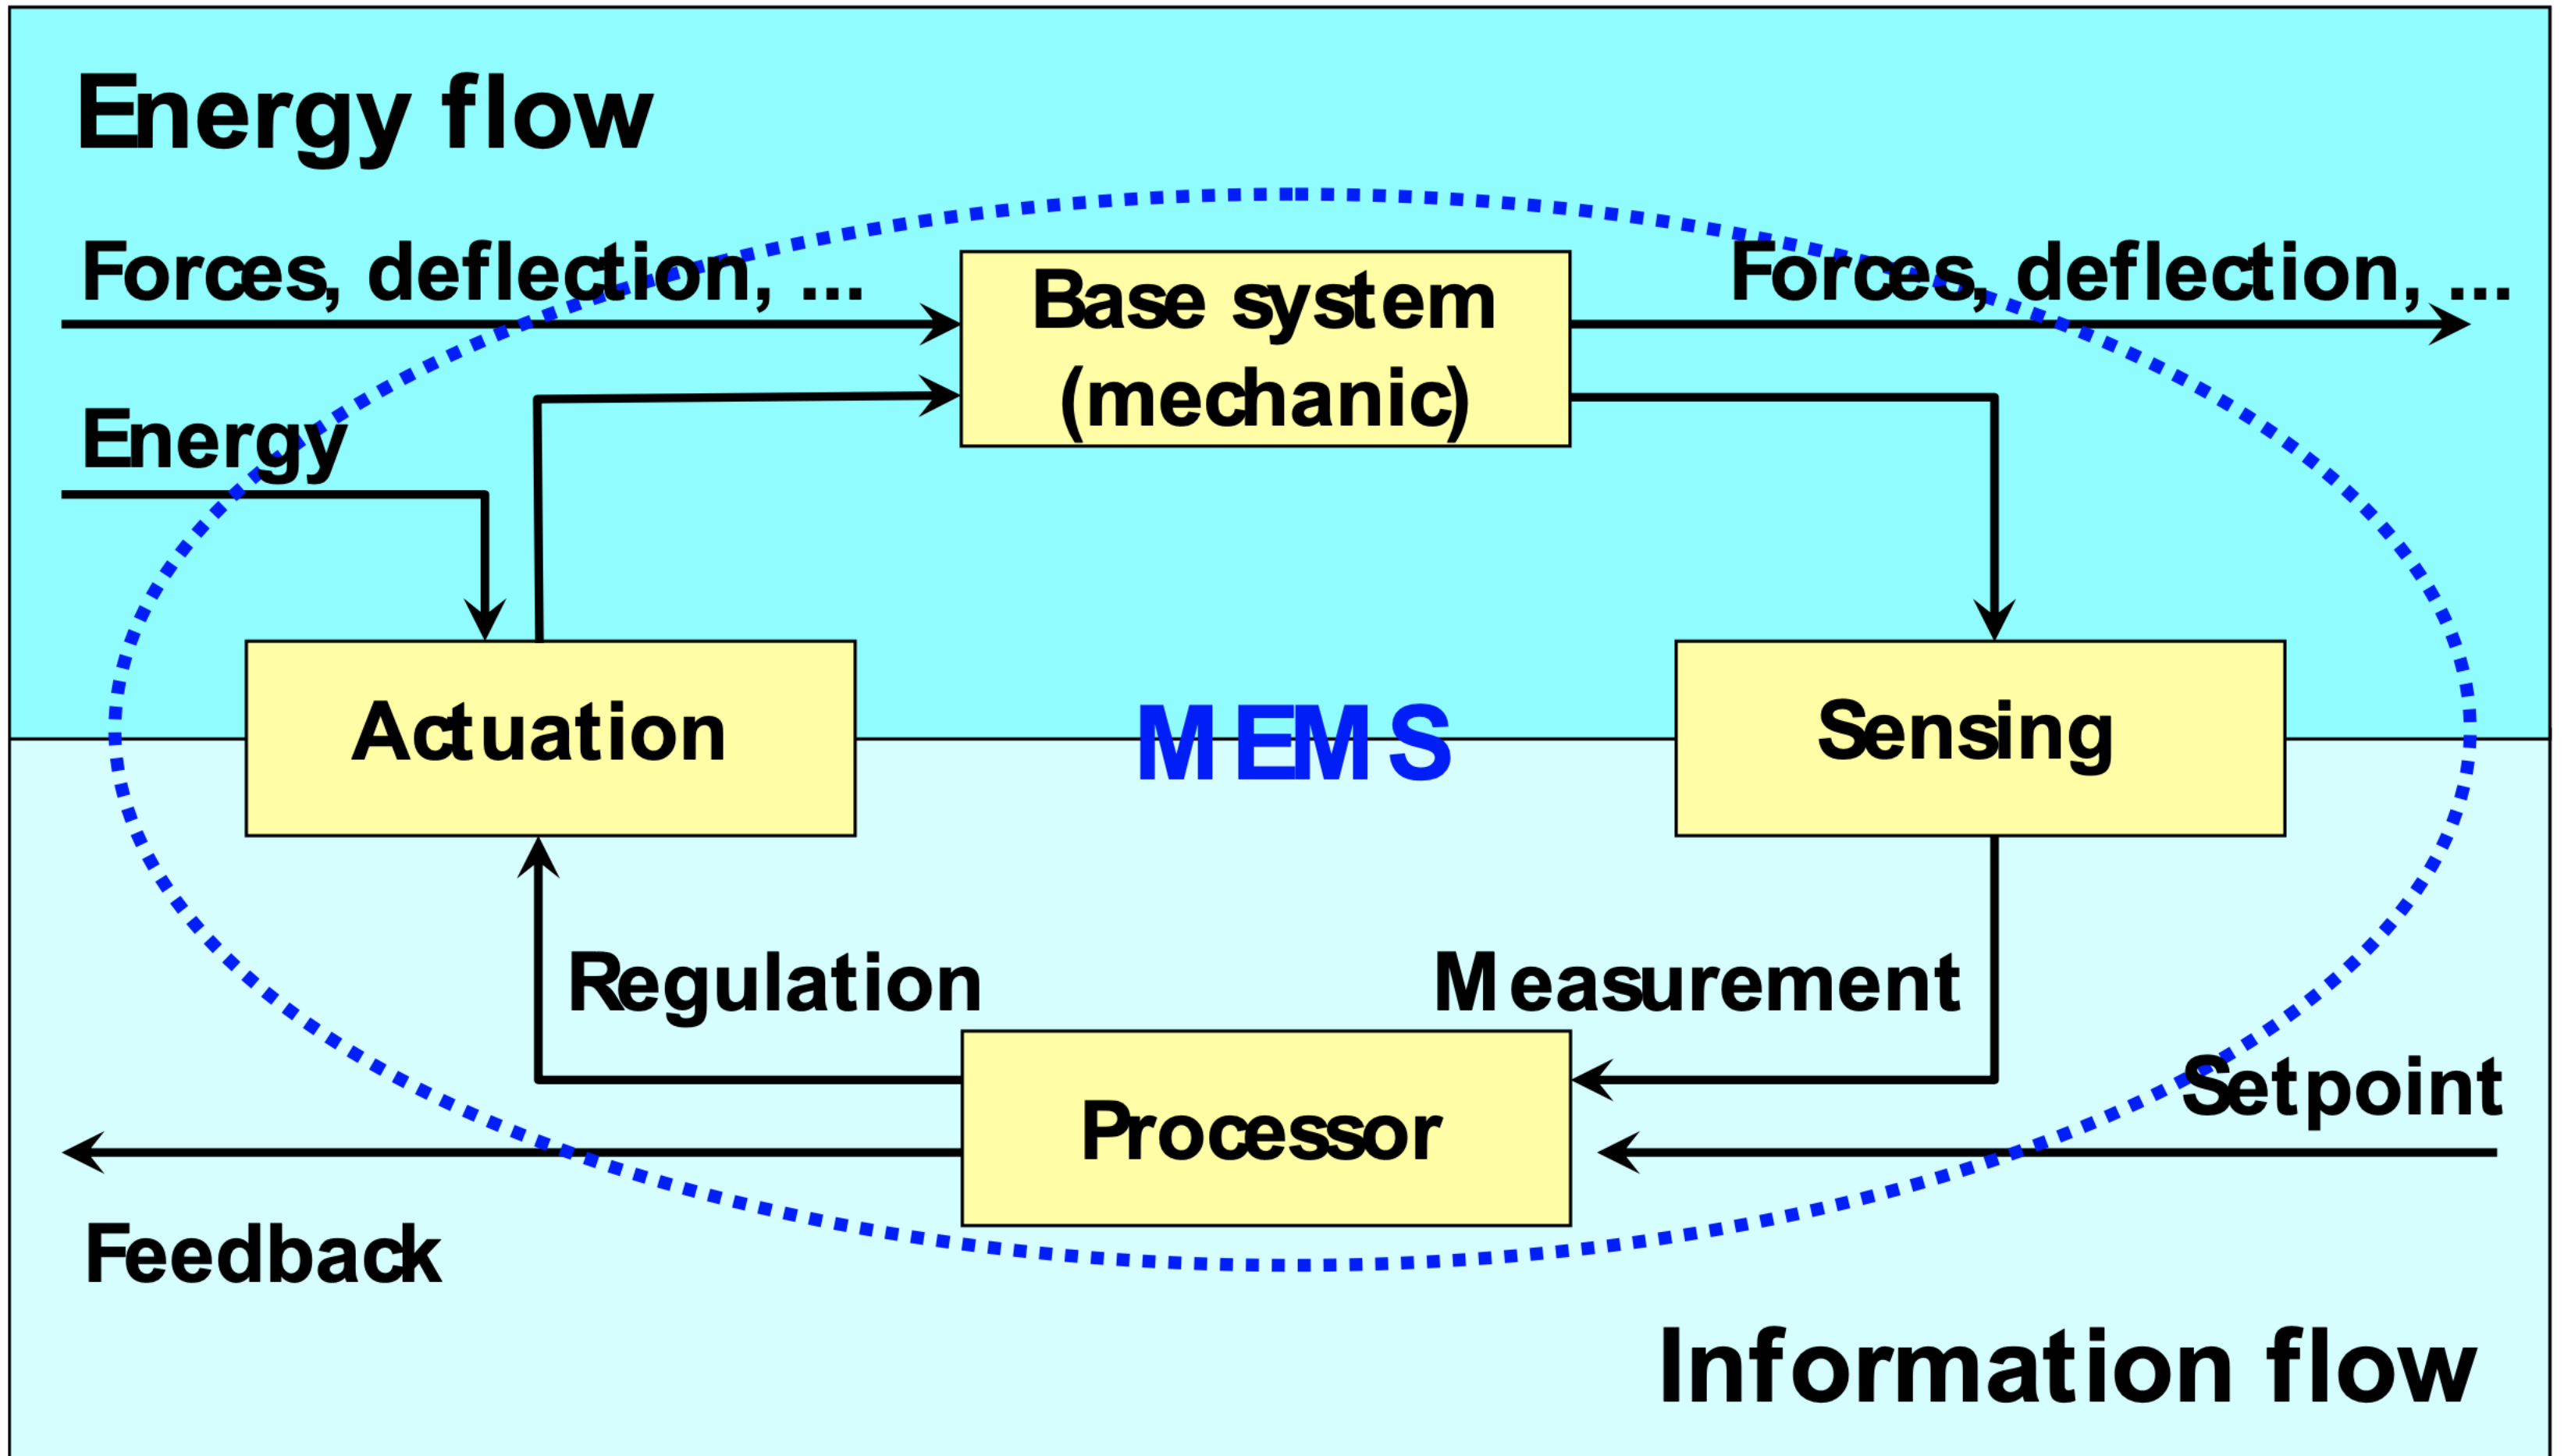 Energy flow
Forces, deflection, ...
Base system
(mechanic)
Forces, deflection, ...
Energy
Actuation
MEMS
Sensing
Regulation
Measurement
Setpoint
Processor
Feedback
Information flow